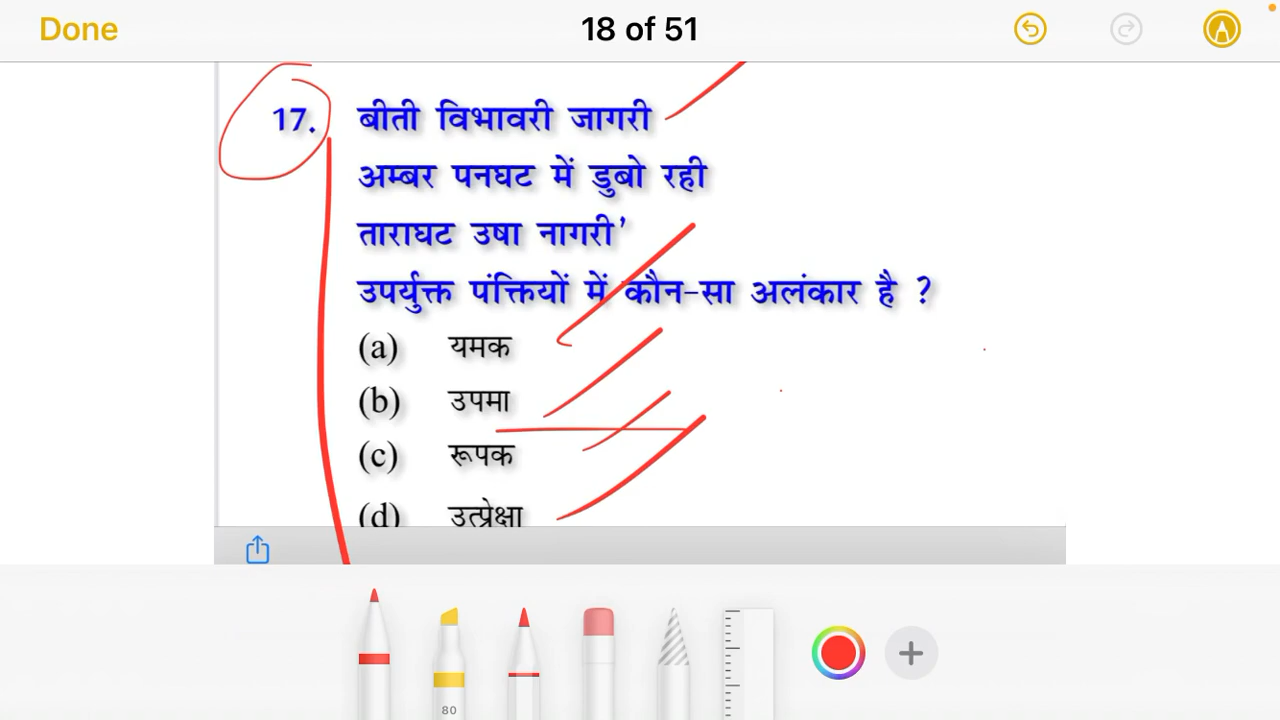 Done
18 of 51
17. बीती विभावरी जागरी
अम्बर पनघट में डुबो रही
ताराघट उषा नागरी'
उपर्युक्त पंक्तियों में कौन-सा अलंकार है ?
(a) यमक
(b) उपमा
(c) रूपक
(d) उत्प्रेक्षा
80